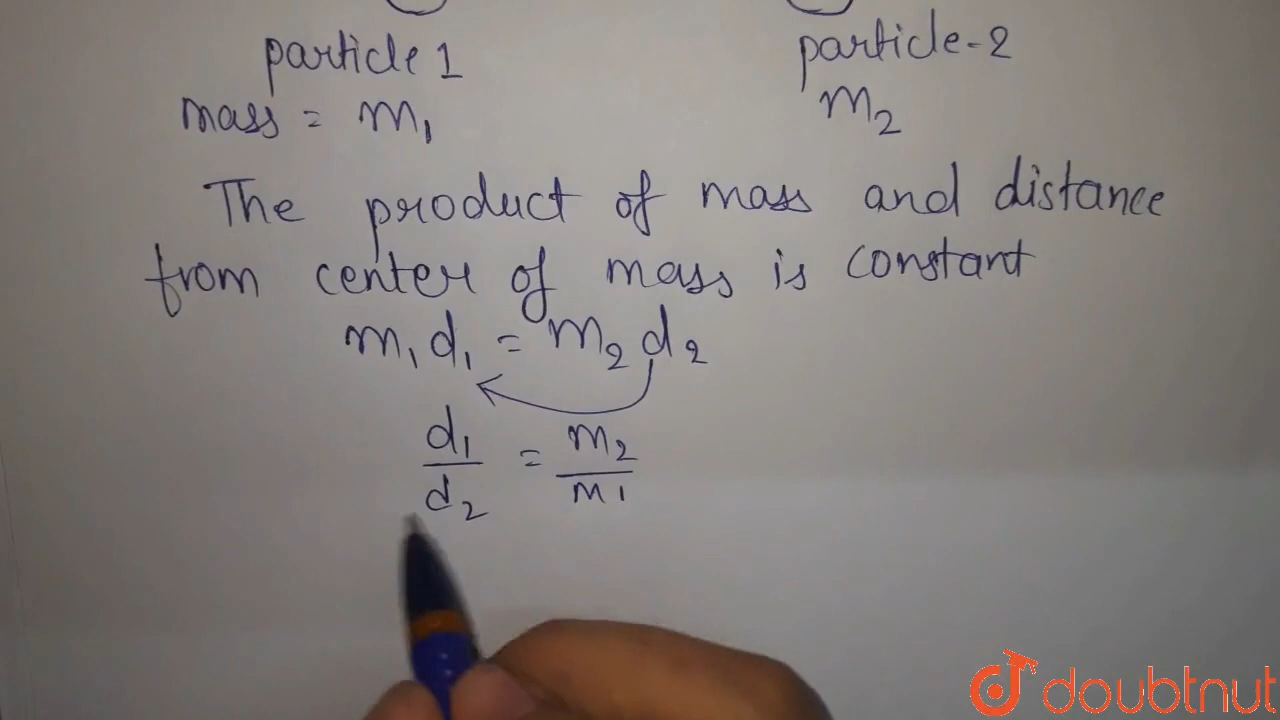 particle 1 particle-2
mass = m₁ m₂
The product of mass and distance
from center of mass is constant
m₁d₁ = m₂d₂
d₁/d₂ = m₂/m₁
doubtnut